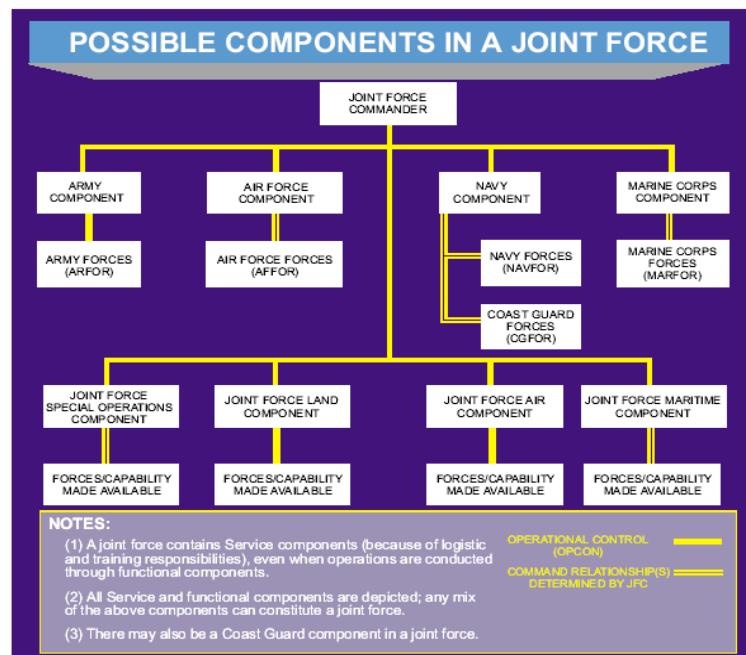 POSSIBLE COMPONENTS IN A JOINT FORCE
JOINT FORCE
COMMANDER
ARMY
COMPONENT
AIR FORCE
COMPONENT
NAVY
COMPONENT
MARINE CORPS
COMPONENT
ARMY FORCES
(ARFOR)
AIR FORCE FORCES
(AFFOR)
NAVY FORCES
(NAVFOR)
MARINE CORPS
FORCES
(MARFOR)
COAST GUARD
FORCES
(CGFOR)
JOINT FORCE
SPECIAL OPERATIONS
COMPONENT
JOINT FORCE LAND
COMPONENT
JOINT FORCE AIR
COMPONENT
JOINT FORCE MARITIME
COMPONENT
FORCES/CAPABILITY
MADE AVAILABLE
FORCES/CAPABILITY
MADE AVAILABLE
FORCES/CAPABILITY
MADE AVAILABLE
FORCES/CAPABILITY
MADE AVAILABLE
NOTES:
(1) A joint force contains Service components (because of logistic
and training responsibilities), even when operations are conducted
through functional components.
(2) All Service and functional components are depicted; any mix
of the above components can constitute a joint force.
(3) There may also be a Coast Guard component in a joint force.
OPERATIONAL CONTROL
(OPCON)
COMMAND RELATIONSHIP(S)
DETERMINED BY JFC